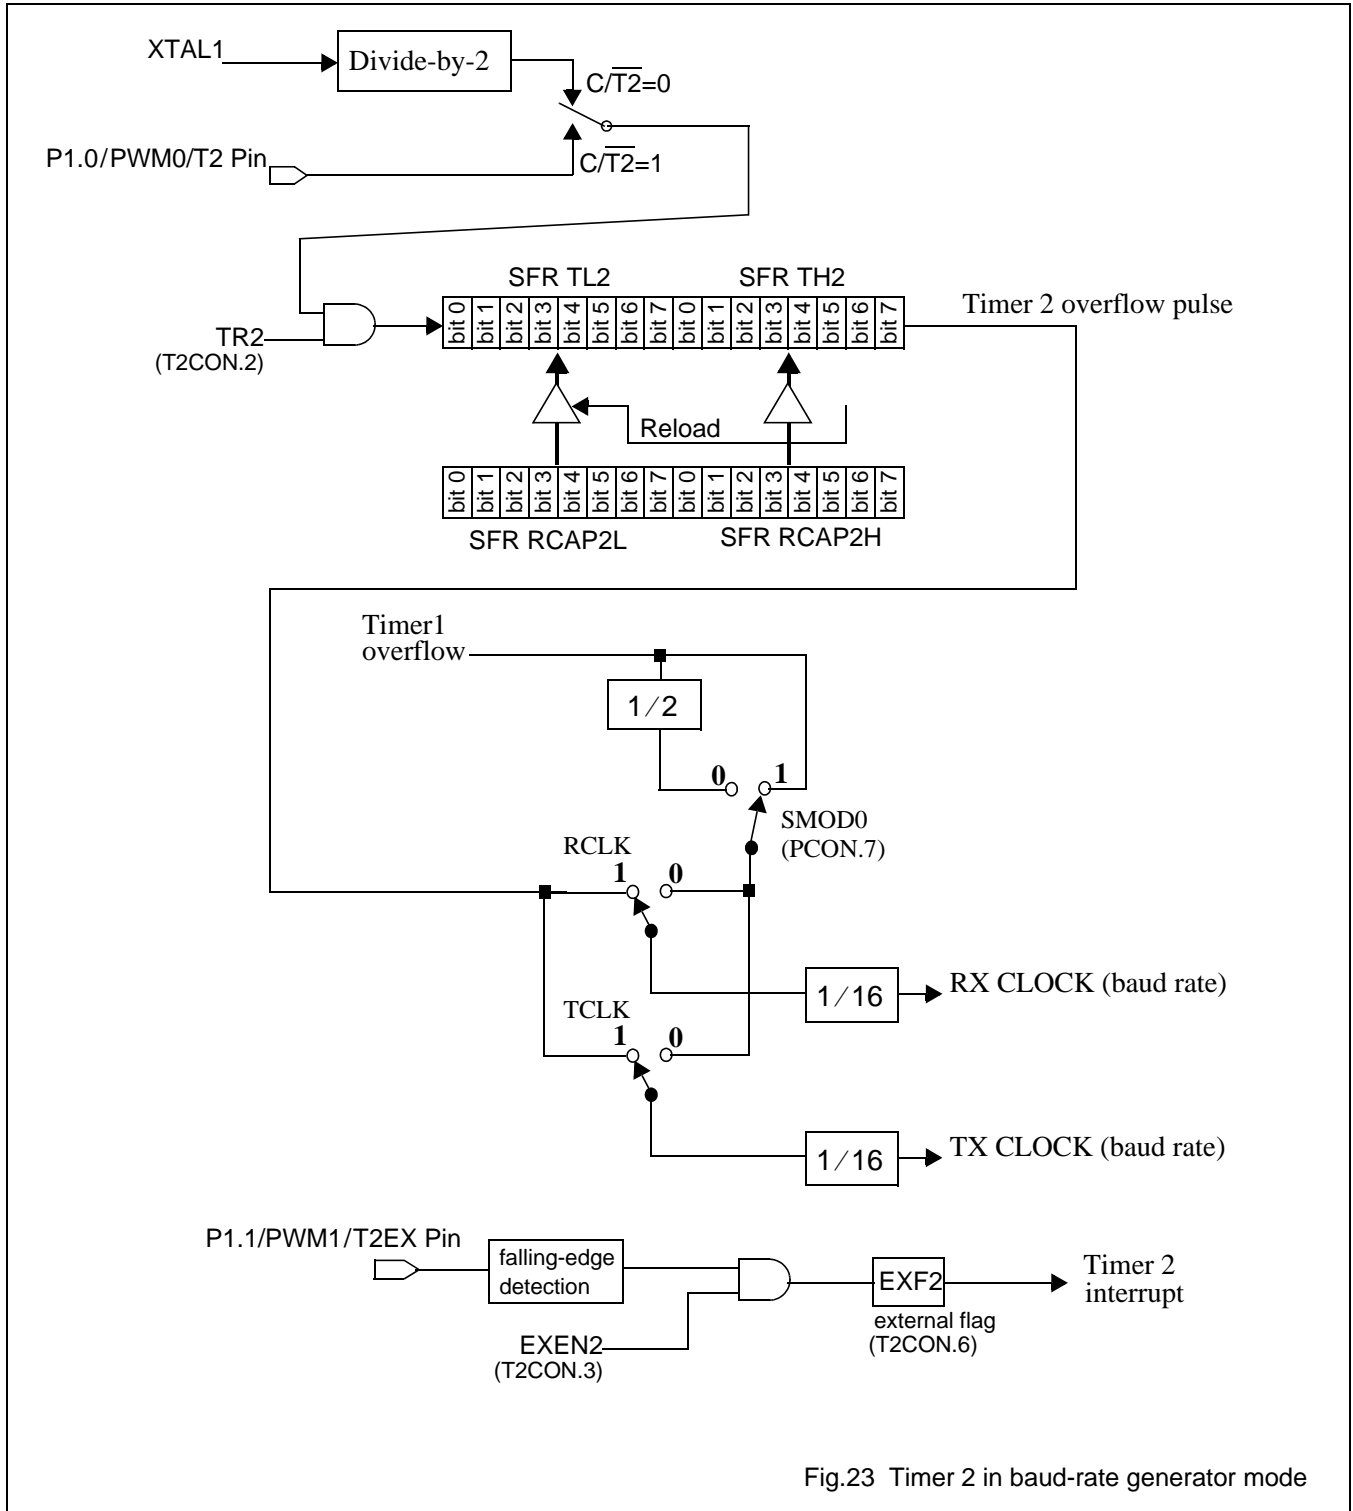 XTAL1
Divide-by-2
C/T2=0
P1.0/PWM0/T2 Pin
C/T2=1
SFR TL2
SFR TH2
Timer 2 overflow pulse
bit 0 bit 1 bit 2 bit 3 bit 4 bit 5 bit 6 bit 7 bit 0 bit 1 bit 2 bit 3 bit 4 bit 5 bit 6 bit 7
TR2
(T2CON.2)
Reload
bit 0 bit 1 bit 2 bit 3 bit 4 bit 5 bit 6 bit 7 bit 0 bit 1 bit 2 bit 3 bit 4 bit 5 bit 6 bit 7
SFR RCAP2L
SFR RCAP2H
Timer1
overflow
1/2
0 1
SMOD0
(PCON.7)
RCLK
1 0
1/16
RX CLOCK (baud rate)
TCLK
1 0
1/16
TX CLOCK (baud rate)
P1.1/PWM1/T2EX Pin
falling-edge
detection
EXEN2
(T2CON.3)
EXF2
external flag
(T2CON.6)
Timer 2
interrupt
Fig.23 Timer 2 in baud-rate generator mode